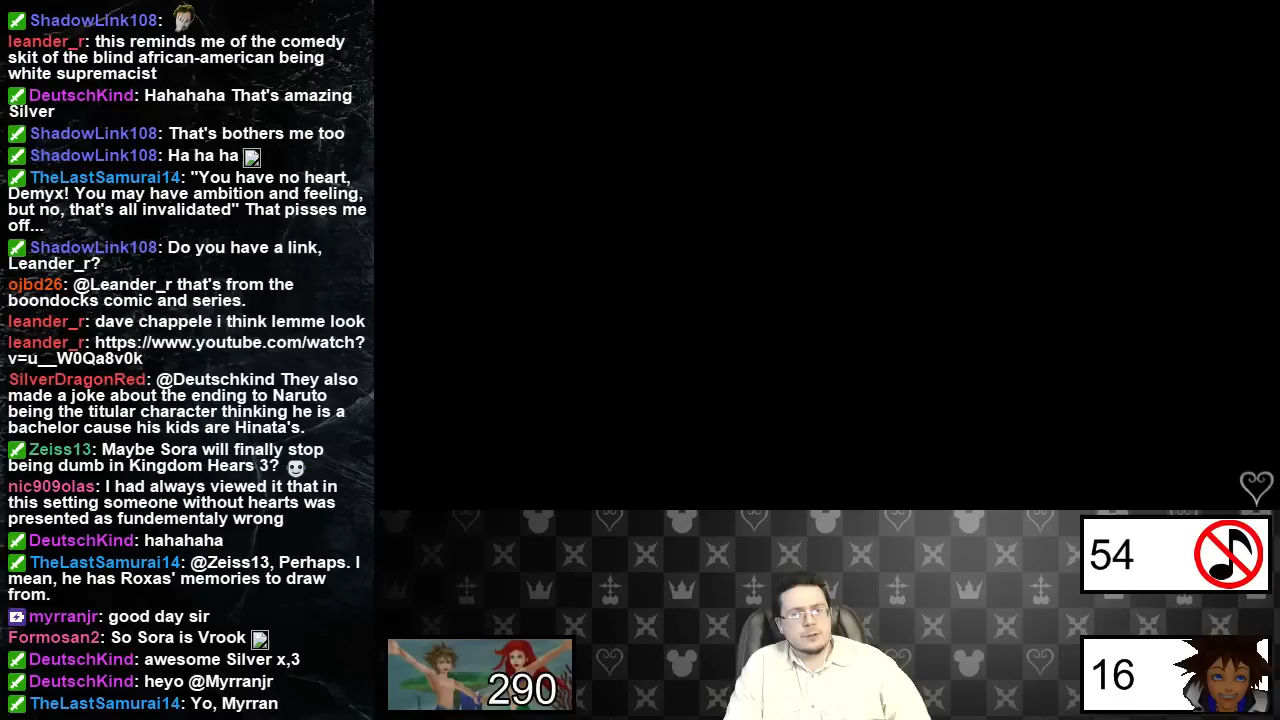 ShadowLink108:
leander_r: this reminds me of the comedy
skit of the blind african-american being
white supremacist
DeutschKind: Hahahaha That's amazing
Silver
ShadowLink108: That's bothers me too
ShadowLink108: Ha ha ha
TheLastSamurai14: "You have no heart,
Demyx! You may have ambition and feeling,
but no, that's all invalidated" That pisses me
off...
ShadowLink108: Do you have a link,
Leander_r?
ojbd26: @Leander_r that's from the
boondocks comic and series.
leander_r: dave chappele i think lemme look
leander_r: https://www.youtube.com/watch?
v=u__W0Qa8v0k
SilverDragonRed: @Deutschkind They also
made a joke about the ending to Naruto
being the titular character thinking he is a
bachelor cause his kids are Hinata's.
Zeiss13: Maybe Sora will finally stop
being dumb in Kingdom Hears 3?
nic909olas: I had always viewed it that in
this setting someone without hearts was
presented as fundementaly wrong
DeutschKind: hahahaha
TheLastSamurai14: @Zeiss13, Perhaps. I
mean, he has Roxas' memories to draw
from.
myrranjr: good day sir
Formosan2: So Sora is Vrook
DeutschKind: awesome Silver x,3
DeutschKind: heyo @Myrranjr
TheLastSamurai14: Yo, Myrran
290
54
16